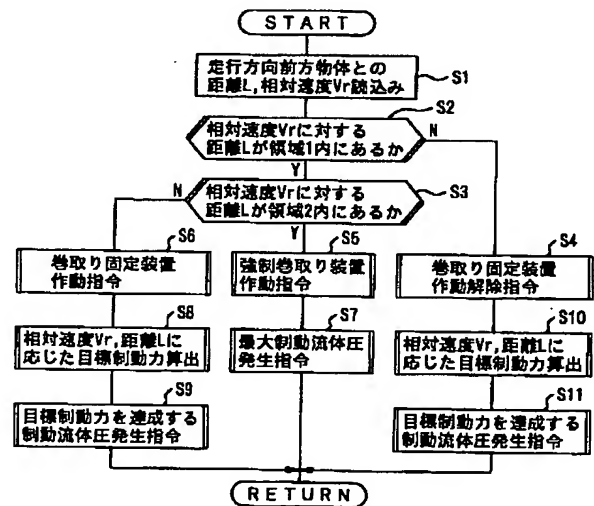 START
走行方向前方物体との
距離L,相対速度Vr読込み
S1
S2
相対速度Vrに対する
距離Lが領域1内にあるか
N
Y
S3
N
相対速度Vrに対する
距離Lが領域2内にあるか
Y
S6
巻取り固定装置
作動指令
S5
強制巻取り装置
作動指令
S4
巻取り固定装置
作動解除指令
S8
相対速度Vr,距離Lに
応じた目標制動力算出
S7
最大制動流体圧
発生指令
S10
相対速度Vr,距離Lに
応じた目標制動力算出
S9
目標制動力を達成する
制動流体圧発生指令
S11
目標制動力を達成する
制動流体圧発生指令
RETURN